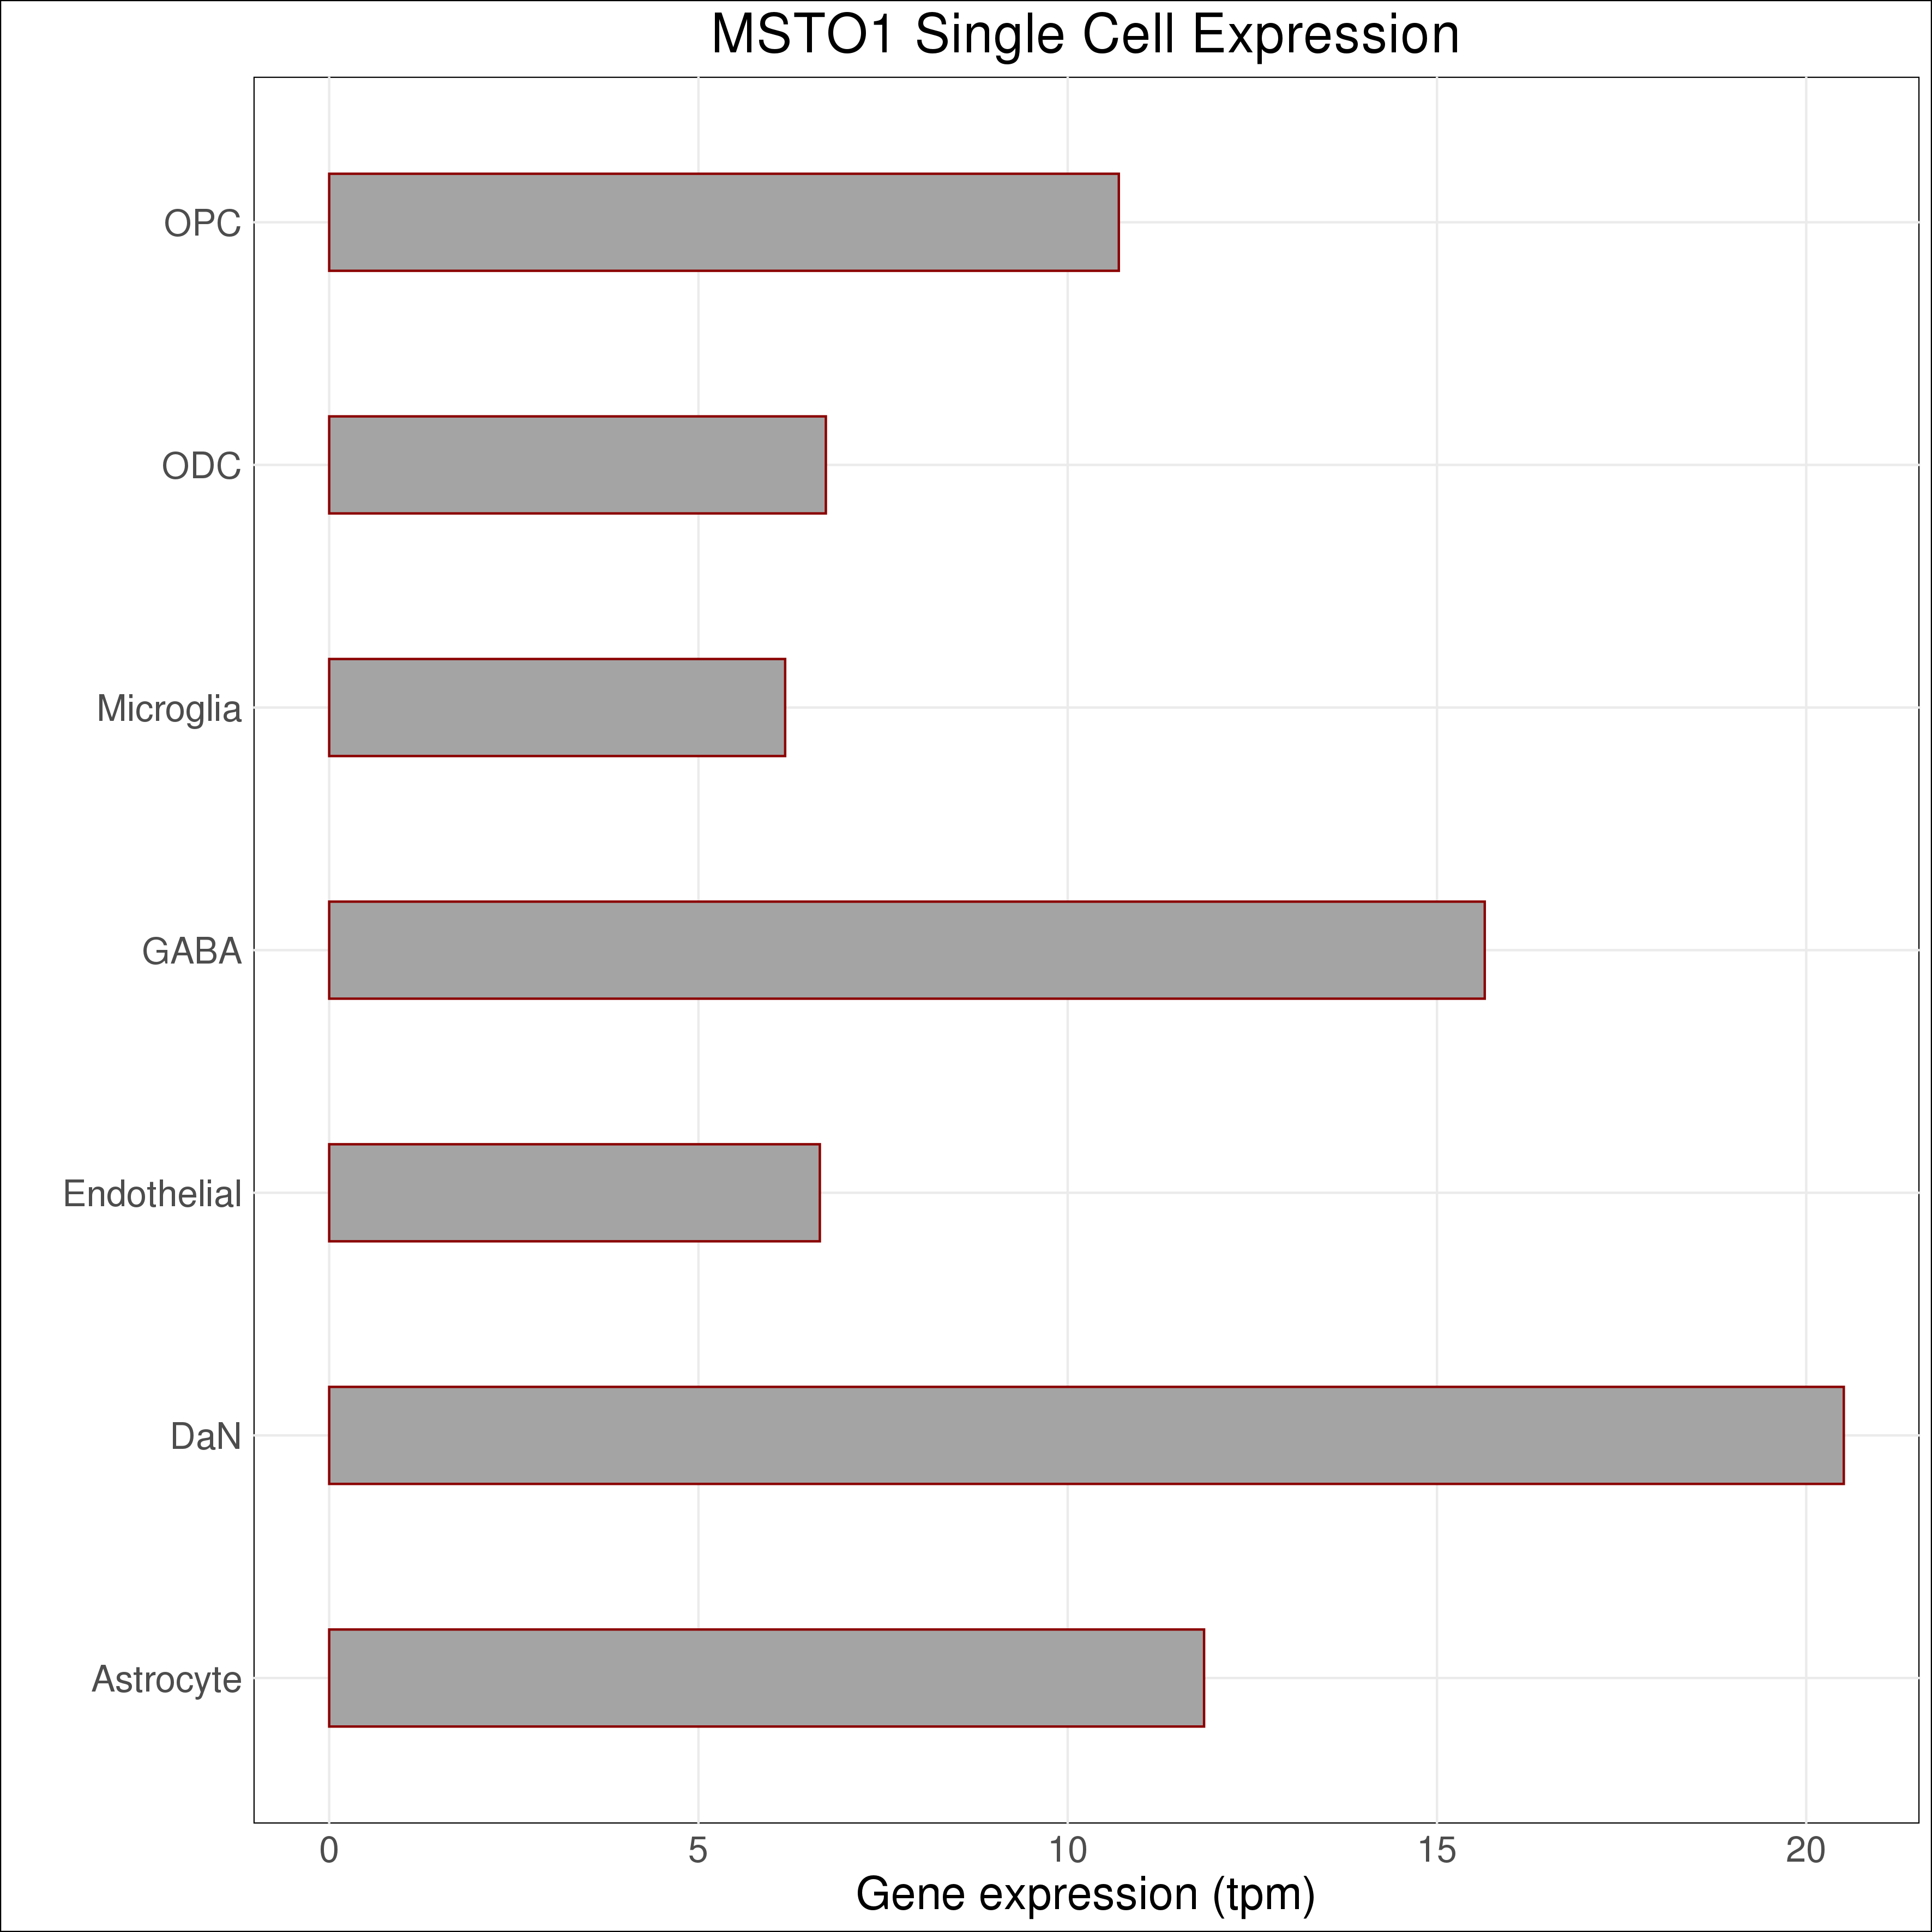 MSTO1 Single Cell Expression
OPC
ODC
Microglia
GABA
Endothelial
DaN
Astrocyte
0 5 10 15 20
Gene expression (tpm)